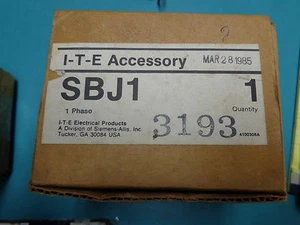 I-T-E Accessory MAR 28 1985
SBJ1 1
1 Phase Quantity
3193
I-T-E Electrical Products
A Division of Siemens-Allis, Inc.
Tucker, GA 30084 USA